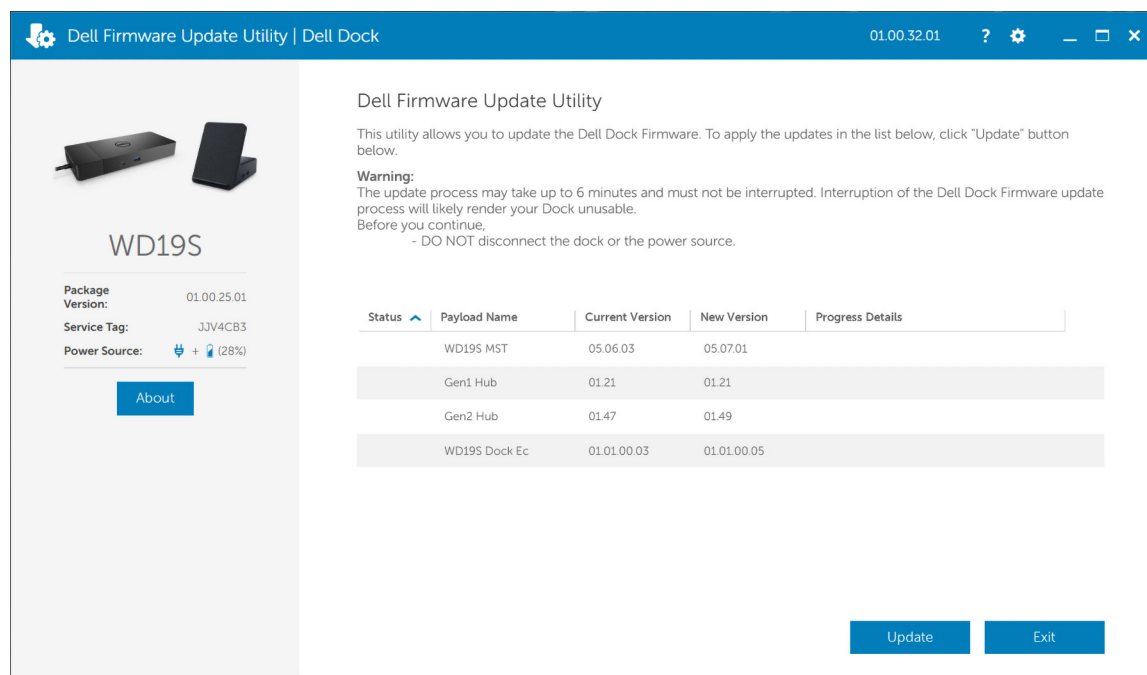 Dell Firmware Update Utility | Dell Dock
01.00.32.01 ?
Dell Firmware Update Utility
This utility allows you to update the Dell Dock Firmware. To apply the updates in the list below, click "Update" button
below.
Warning:
The update process may take up to 6 minutes and must not be interrupted. Interruption of the Dell Dock Firmware update
process will likely render your Dock unusable.
Before you continue,
- DO NOT disconnect the dock or the power source.
WD19S
Package
Version: 01.00.25.01
Service Tag: JJV4CB3
Power Source: + (28%)
About
Status Payload Name Current Version New Version Progress Details
WD19S MST 05.06.03 05.07.01
Gen1 Hub 01.21 01.21
Gen2 Hub 01.47 01.49
WD19S Dock Ec 01.01.00.03 01.01.00.05
Update Exit